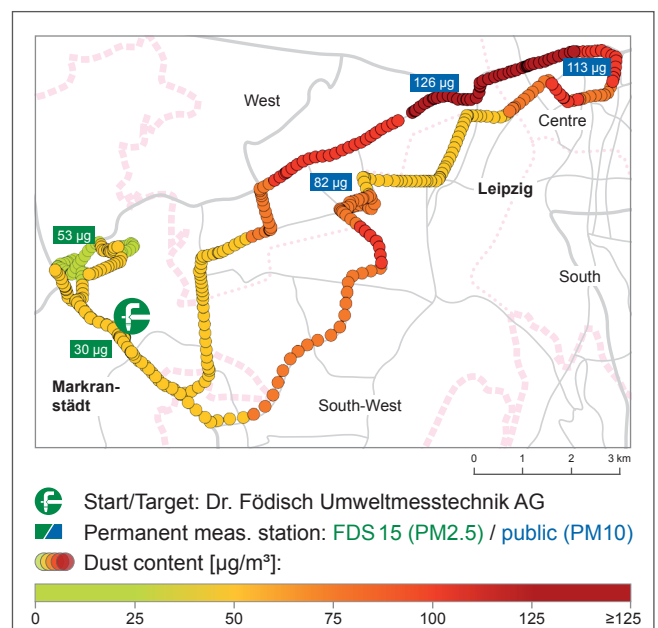 113 µg
126 µg
West
Centre
82 µg
Leipzig
53 µg
South
30 µg
Markran-
städt
South-West
0 1 2 3 km
Start/Target: Dr. Födisch Umweltmesstechnik AG
Permanent meas. station: FDS 15 (PM2.5) / public (PM10)
Dust content [µg/m³]:
0 25 50 75 100 125 ≥125